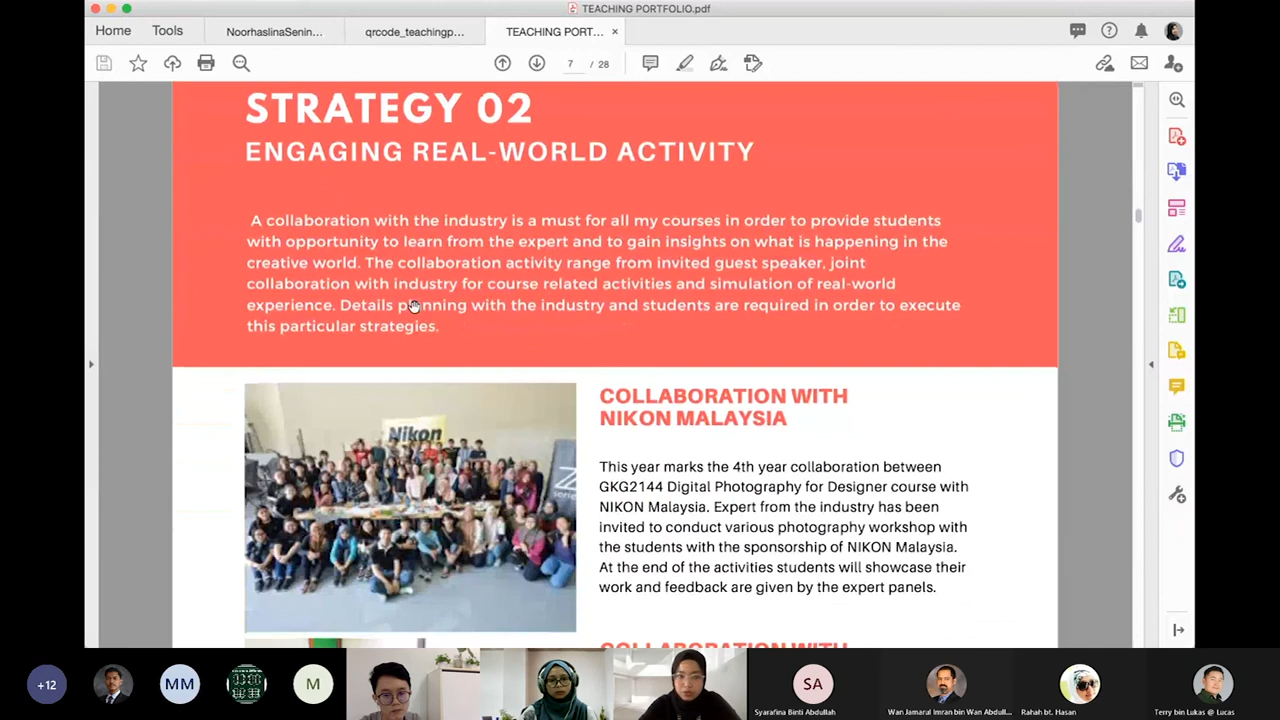 TEACHING PORTFOLIO.pdf
Home
Tools
NoorhaslinaSenin...
qrcode_teachingp...
TEACHING PORT... ×
7 / 28
STRATEGY 02
ENGAGING REAL-WORLD ACTIVITY
A collaboration with the industry is a must for all my courses in order to provide students
with opportunity to learn from the expert and to gain insights on what is happening in the
creative world. The collaboration activity range from invited guest speaker, joint
collaboration with industry for course related activities and simulation of real-world
experience. Details planning with the industry and students are required in order to execute
this particular strategies.
Nikon
Z
COLLABORATION WITH
NIKON MALAYSIA
This year marks the 4th year collaboration between
GKG2144 Digital Photography for Designer course with
NIKON Malaysia. Expert from the industry has been
invited to conduct various photography workshop with
the students with the sponsorship of NIKON Malaysia.
At the end of the activities students will showcase their
work and feedback are given by the expert panels.
COLLABORATION WITH
+12
MM
M
SA
Syarafina Binti Abdullah
Wan Jamarul Imran bin Wan Abdull...
Rahah bt. Hasan
Terry bin Lukas @ Lucas